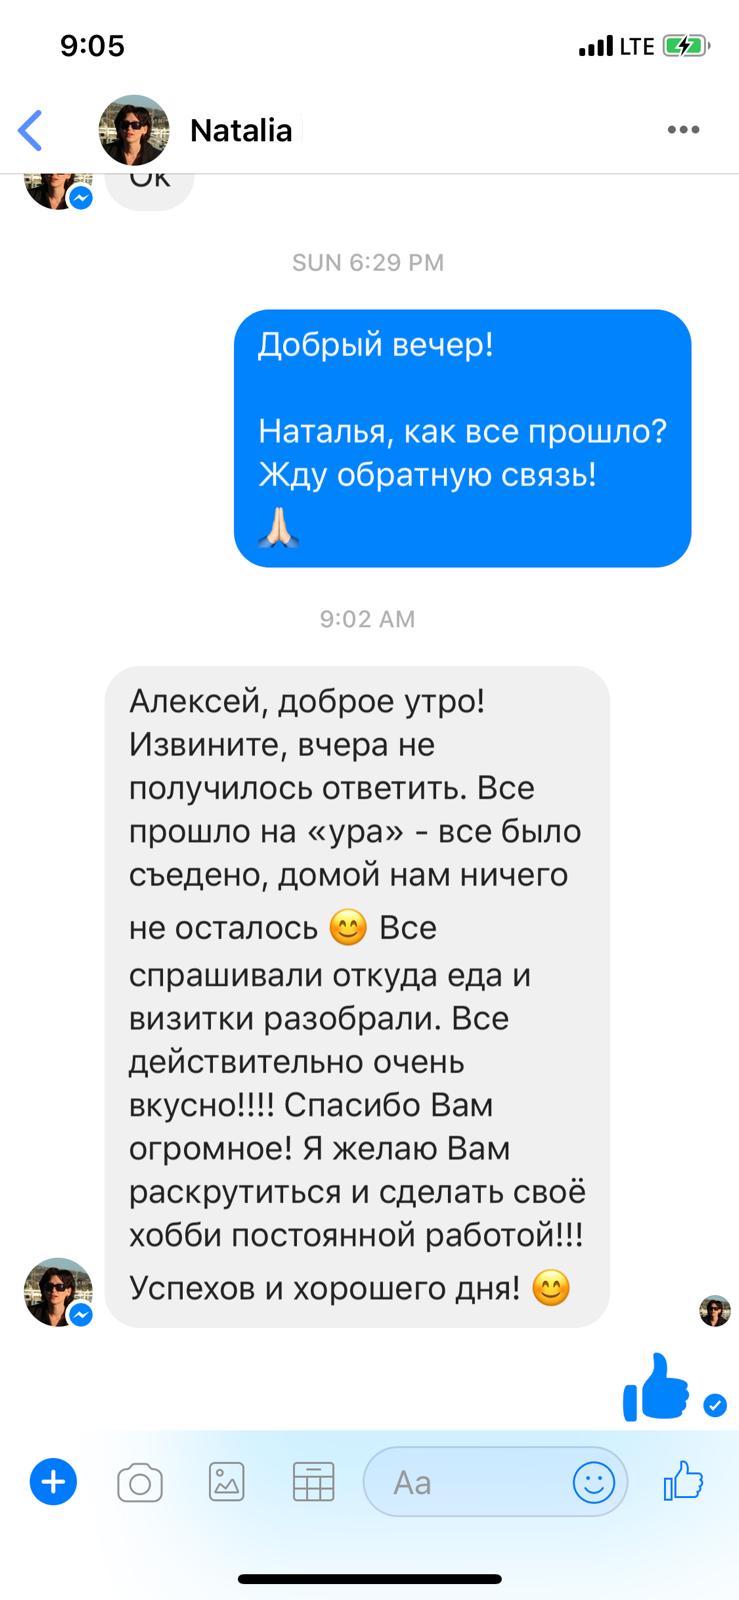 9:05
LTE
Natalia
Ok
SUN 6:29 PM
Добрый вечер!
Наталья, как все прошло?
Жду обратную связь!
🙏🏻
9:02 AM
Алексей, доброе утро!
Извините, вчера не
получилось ответить. Все
прошло на «ура» - все было
съедено, домой нам ничего
не осталось 😊 Все
спрашивали откуда еда и
визитки разобрали. Все
действительно очень
вкусно!!!! Спасибо Вам
огромное! Я желаю Вам
раскрутиться и сделать своё
хобби постоянной работой!!!
Успехов и хорошего дня! 😊
Aa